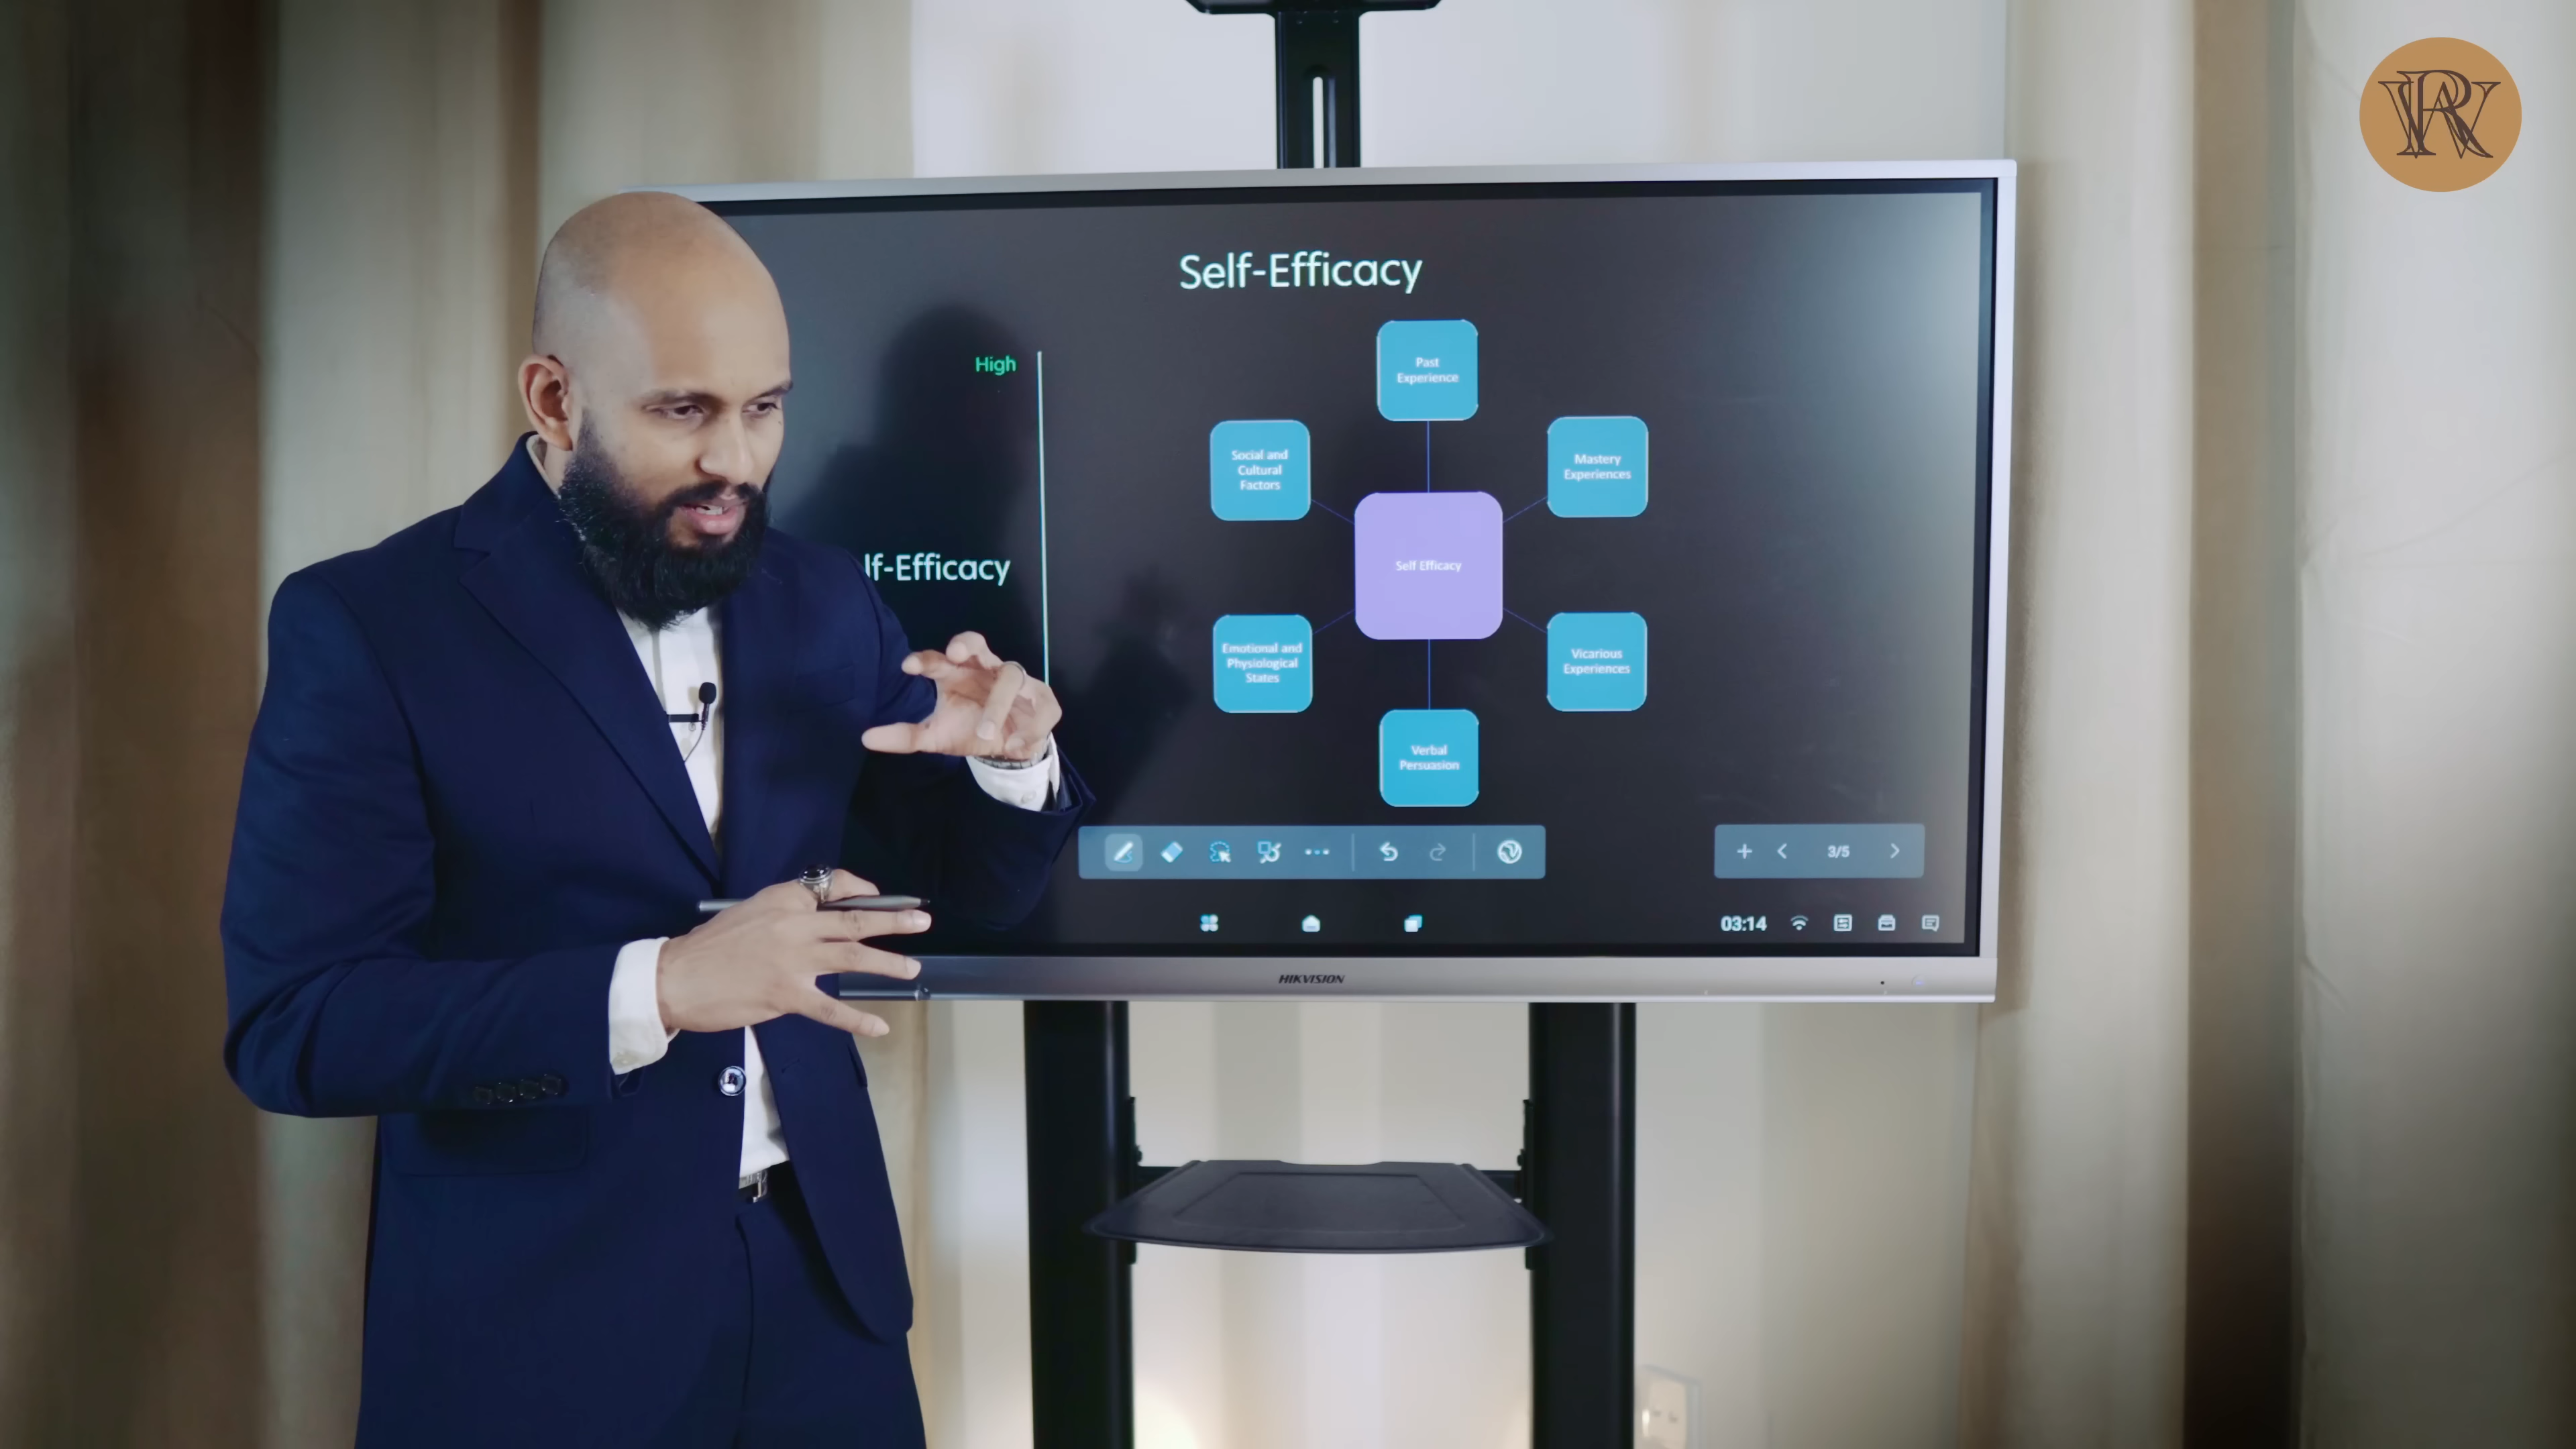 Self-Efficacy
High
lf-Efficacy
Past
Experience
Social and
Cultural
Factors
Mastery
Experiences
Self Efficacy
Emotional and
Physiological
States
Vicarious
Experiences
Verbal
Persuasion
3/5
03:14
HIKVISION